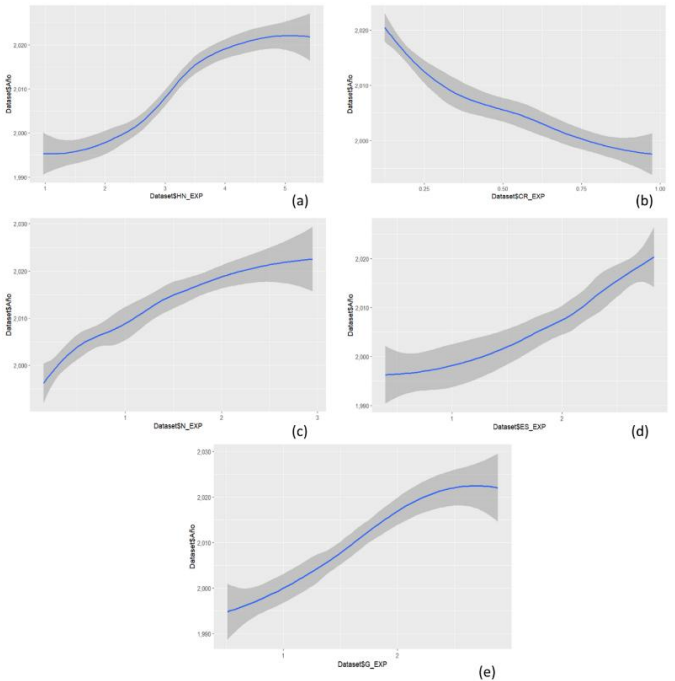 2,020-
2,010-
2,000-
1,990-
Dataset$Año
1
2
3
4
5
Dataset$HN_EXP
(a)
2,020-
2,010-
2,000-
Dataset$Año
0.25
0.50
0.75
1.00
Dataset$CR_EXP
(b)
2,030-
2,020-
2,010-
2,000-
Dataset$Año
1
2
3
Dataset$N_EXP
(c)
2,020-
2,010-
2,000-
1,990-
Dataset$Año
1
2
Dataset$ES_EXP
(d)
2,030-
2,020-
2,010-
2,000-
1,990-
Dataset$Año
1
2
Dataset$G_EXP
(e)